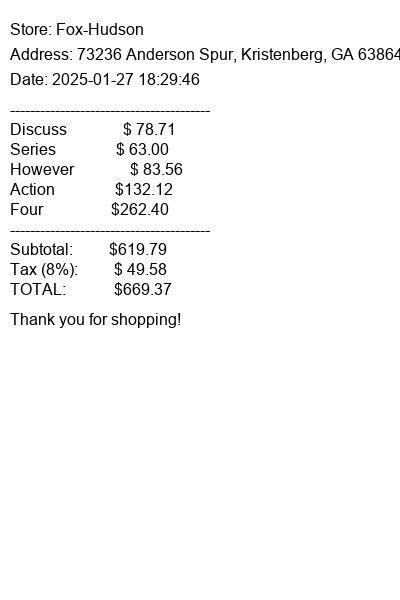 Store: Fox-Hudson
Address: 73236 Anderson Spur, Kristenberg, GA 63864
Date: 2025-01-27 18:29:46
----------------------------------------
Discuss $ 78.71
Series $ 63.00
However $ 83.56
Action $132.12
Four $262.40
----------------------------------------
Subtotal: $619.79
Tax (8%): $ 49.58
TOTAL: $669.37
Thank you for shopping!